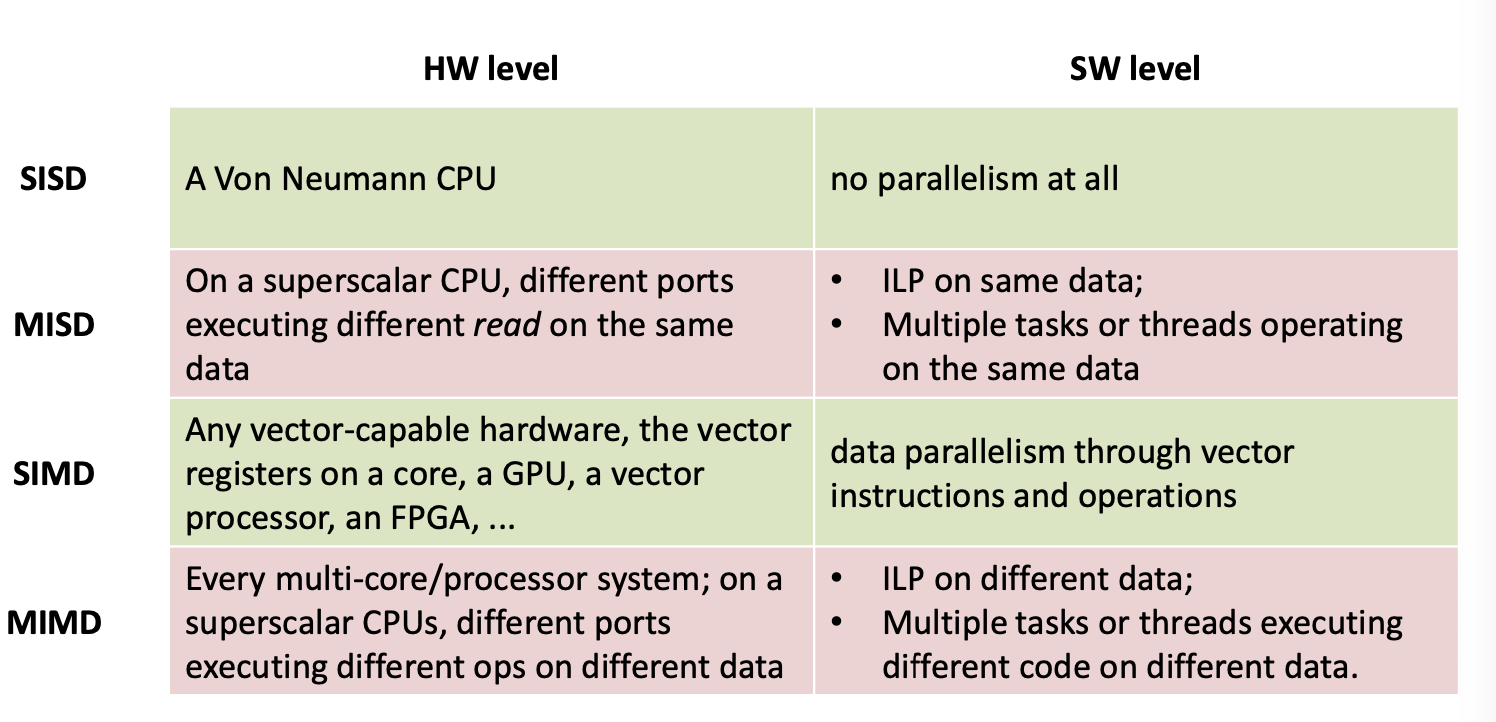 HW level
SW level
SISD
A Von Neumann CPU
no parallelism at all
MISD
On a superscalar CPU, different ports
executing different read on the same
data
• ILP on same data;
• Multiple tasks or threads operating
on the same data
SIMD
Any vector-capable hardware, the vector
registers on a core, a GPU, a vector
processor, an FPGA, ...
data parallelism through vector
instructions and operations
MIMD
Every multi-core/processor system; on a
superscalar CPUs, different ports
executing different ops on different data
• ILP on different data;
• Multiple tasks or threads executing
different code on different data.